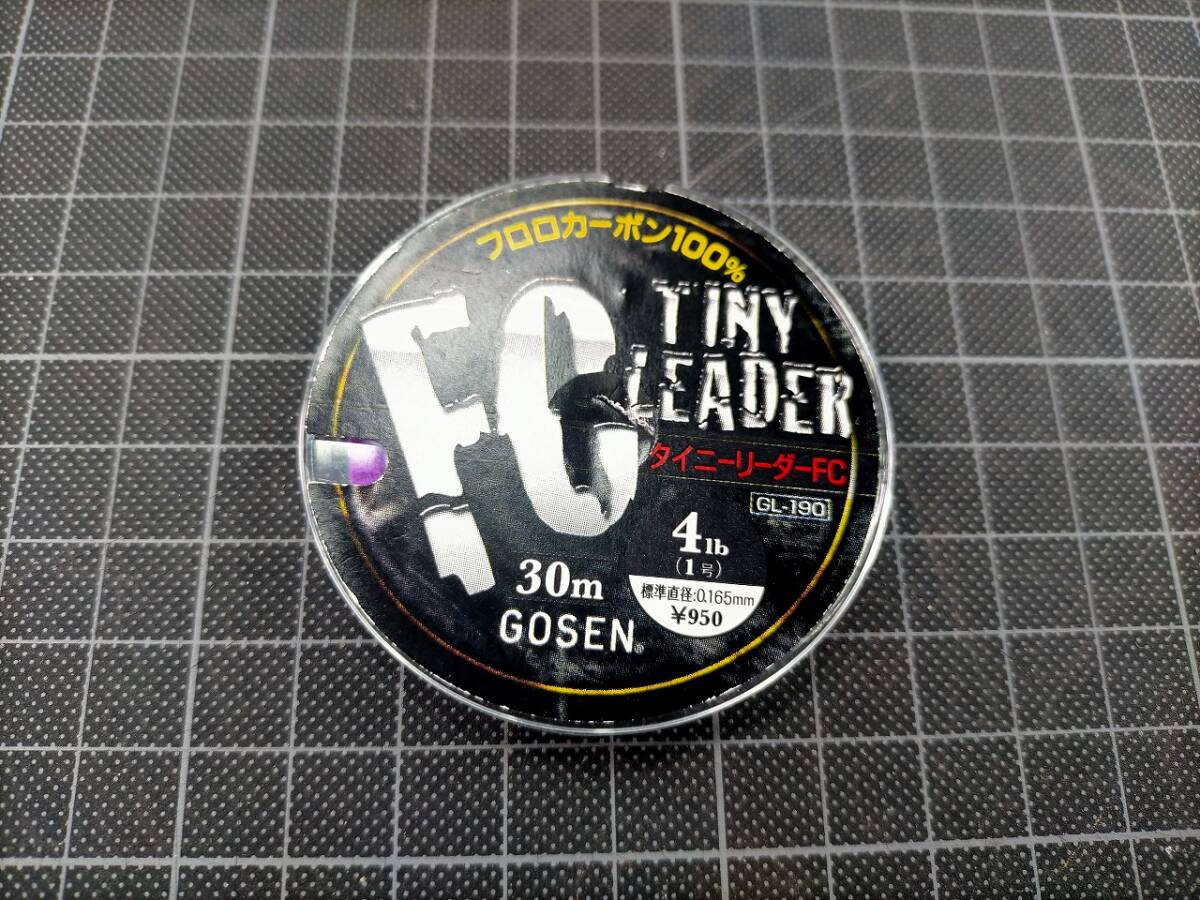 フロロカーボン100%
FC
TINY
LEADER
タイニーリーダーFC
GL-190
4lb
(1号)
標準直径:0.165mm
¥950
30m
GOSEN®